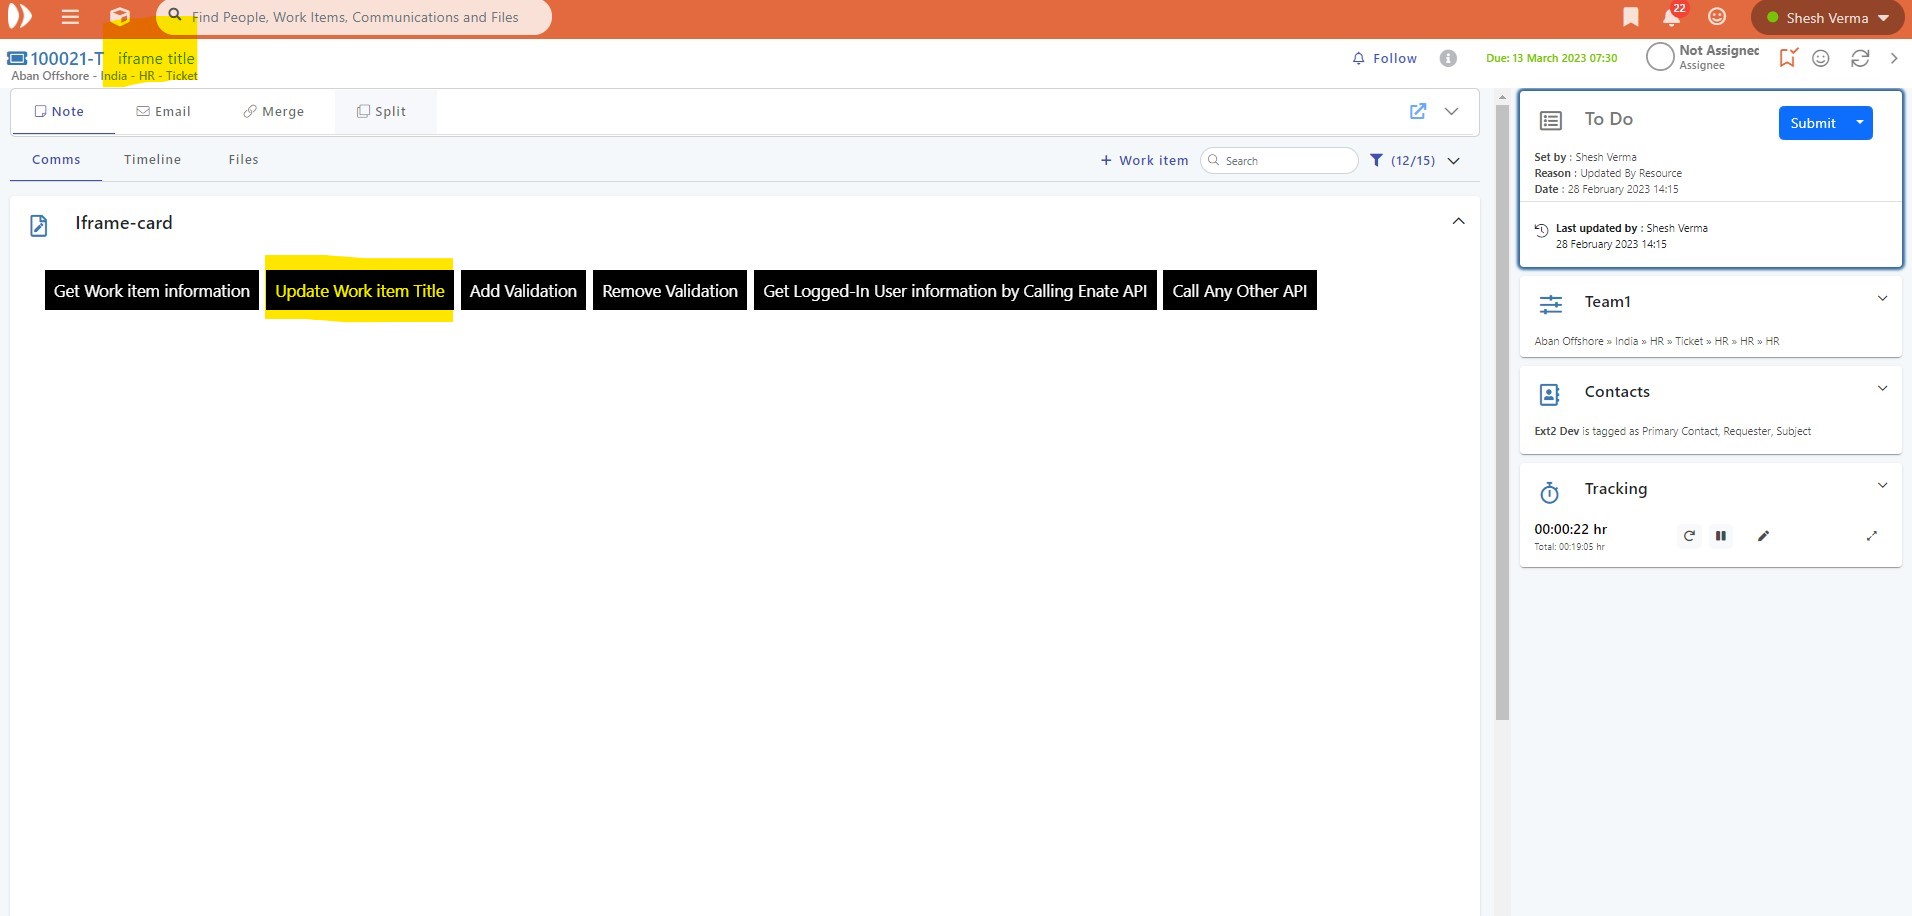 Find People, Work Items, Communications and Files
22
Shesh Verma
100021-T iframe title
Aban Offshore - India - HR - Ticket
Follow
Due: 13 March 2023 07:30
Not Assignec
Assignee
Note Email Merge Split
Comms Timeline Files
+ Work item
Search
(12/15)
Iframe-card
Get Work item information
Update Work item Title
Add Validation
Remove Validation
Get Logged-In User information by Calling Enate API
Call Any Other API
To Do
Submit
Set by : Shesh Verma
Reason : Updated By Resource
Date : 28 February 2023 14:15
Last updated by : Shesh Verma
28 February 2023 14:15
Team1
Aban Offshore » India » HR » Ticket » HR » HR » HR
Contacts
Ext2 Dev is tagged as Primary Contact, Requester, Subject
Tracking
00:00:22 hr
Total: 00:19:05 hr